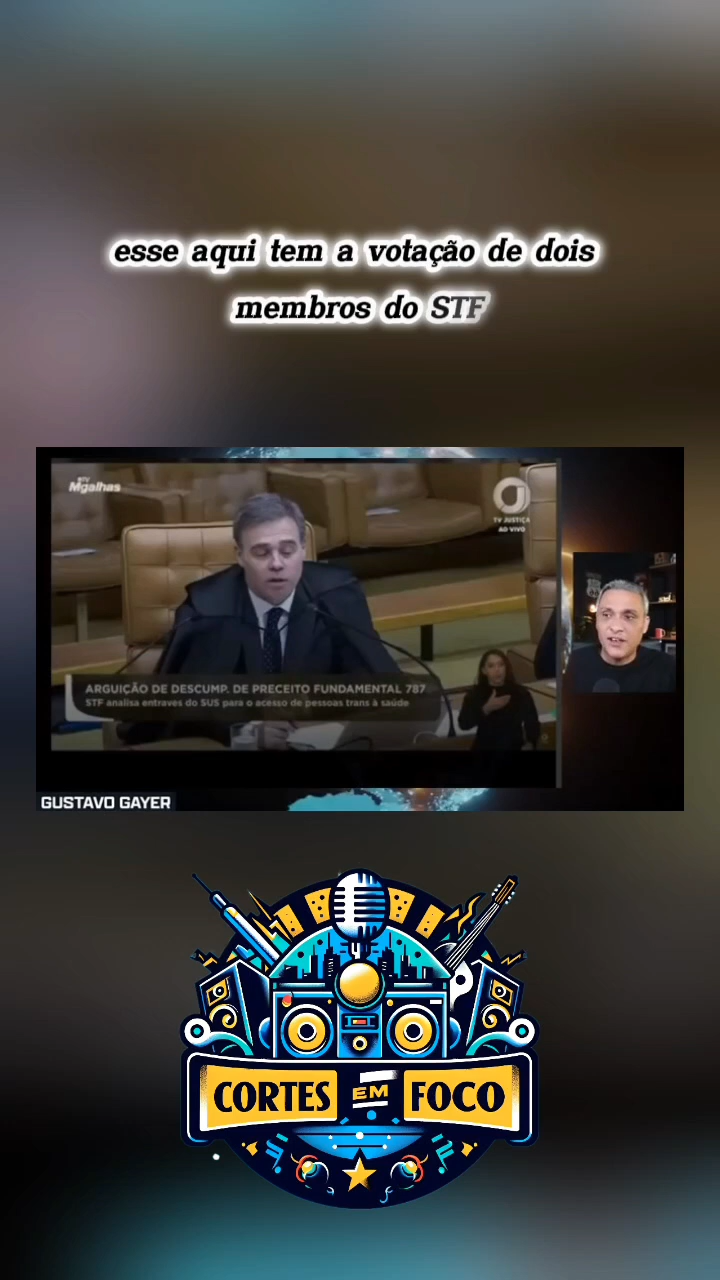 esse aqui tem a votação de dois
membros do STF
TV
Migalhas
TV JUSTIÇA
AO VIVO
ARGUIÇÃO DE DESCUMP. DE PRECEITO FUNDAMENTAL 787
STF analisa entraves do SUS para o acesso de pessoas trans à saúde
GUSTAVO GAYER
CORTES EM FOCO